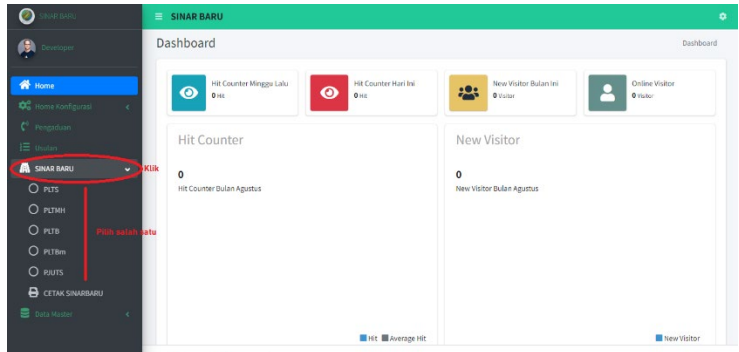 SINAR BARU
Developer
Home
Home Konfigurasi
Pengaduan
Urutan
SINAR BARU
PLTS
PLTMH
PLTB
PLTBm
PJUTS
CETAK SINARBARU
Data Master
Klik
Pilih salah satu
SINAR BARU
Dashboard
Dashboard
Hit Counter Minggu Lalu
0 Hit
Hit Counter Hari Ini
0 Hit
New Visitor Bulan Ini
0 Visitor
Online Visitor
0 Visitor
Hit Counter
0
Hit Counter Bulan Agustus
Hit
Average Hit
New Visitor
0
New Visitor Bulan Agustus
New Visitor